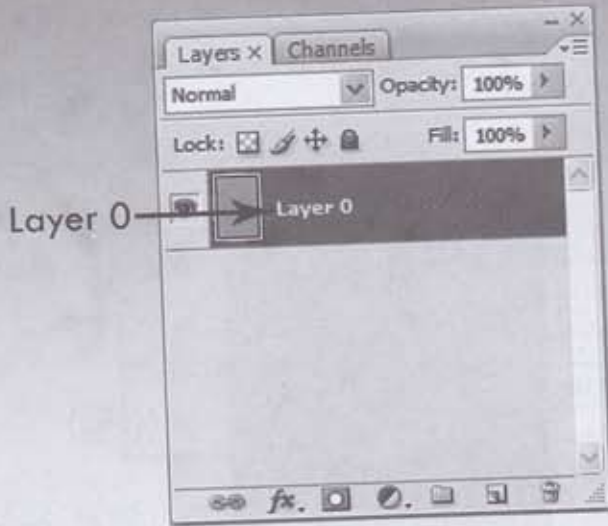 Layers × Channels
Normal Opacity: 100%
Lock: Fill: 100%
Layer 0 Layer 0
fx.